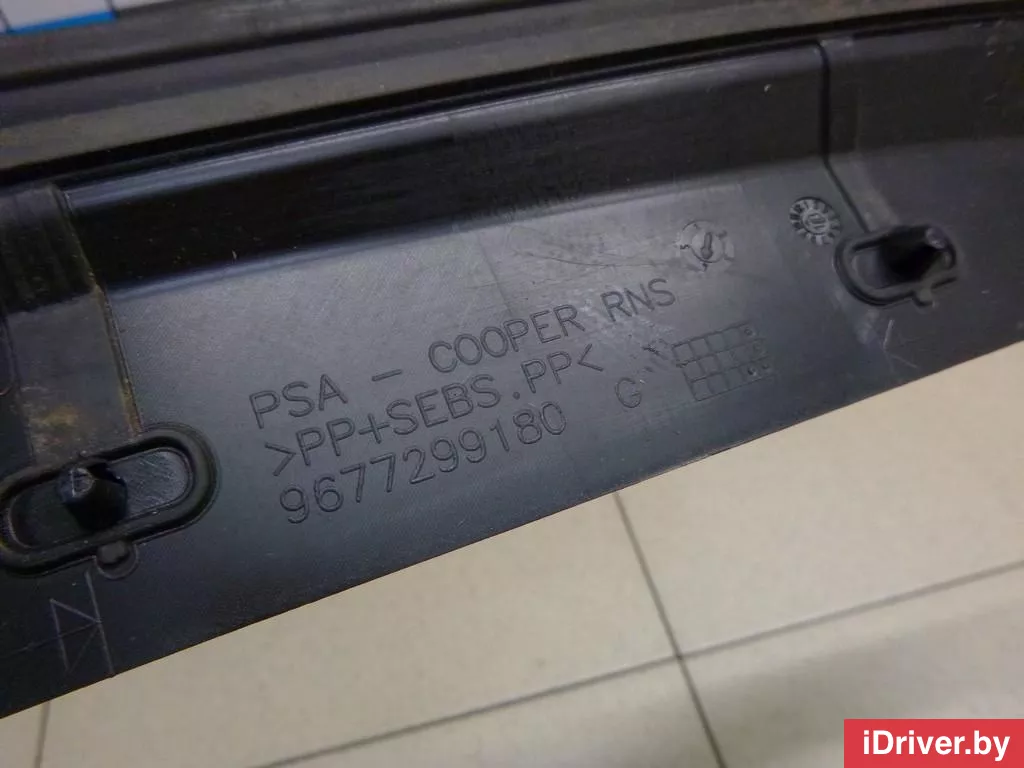 PSA - COOPER RNS
>PP+SEBS.PP<
9677299180 G
iDriver.by